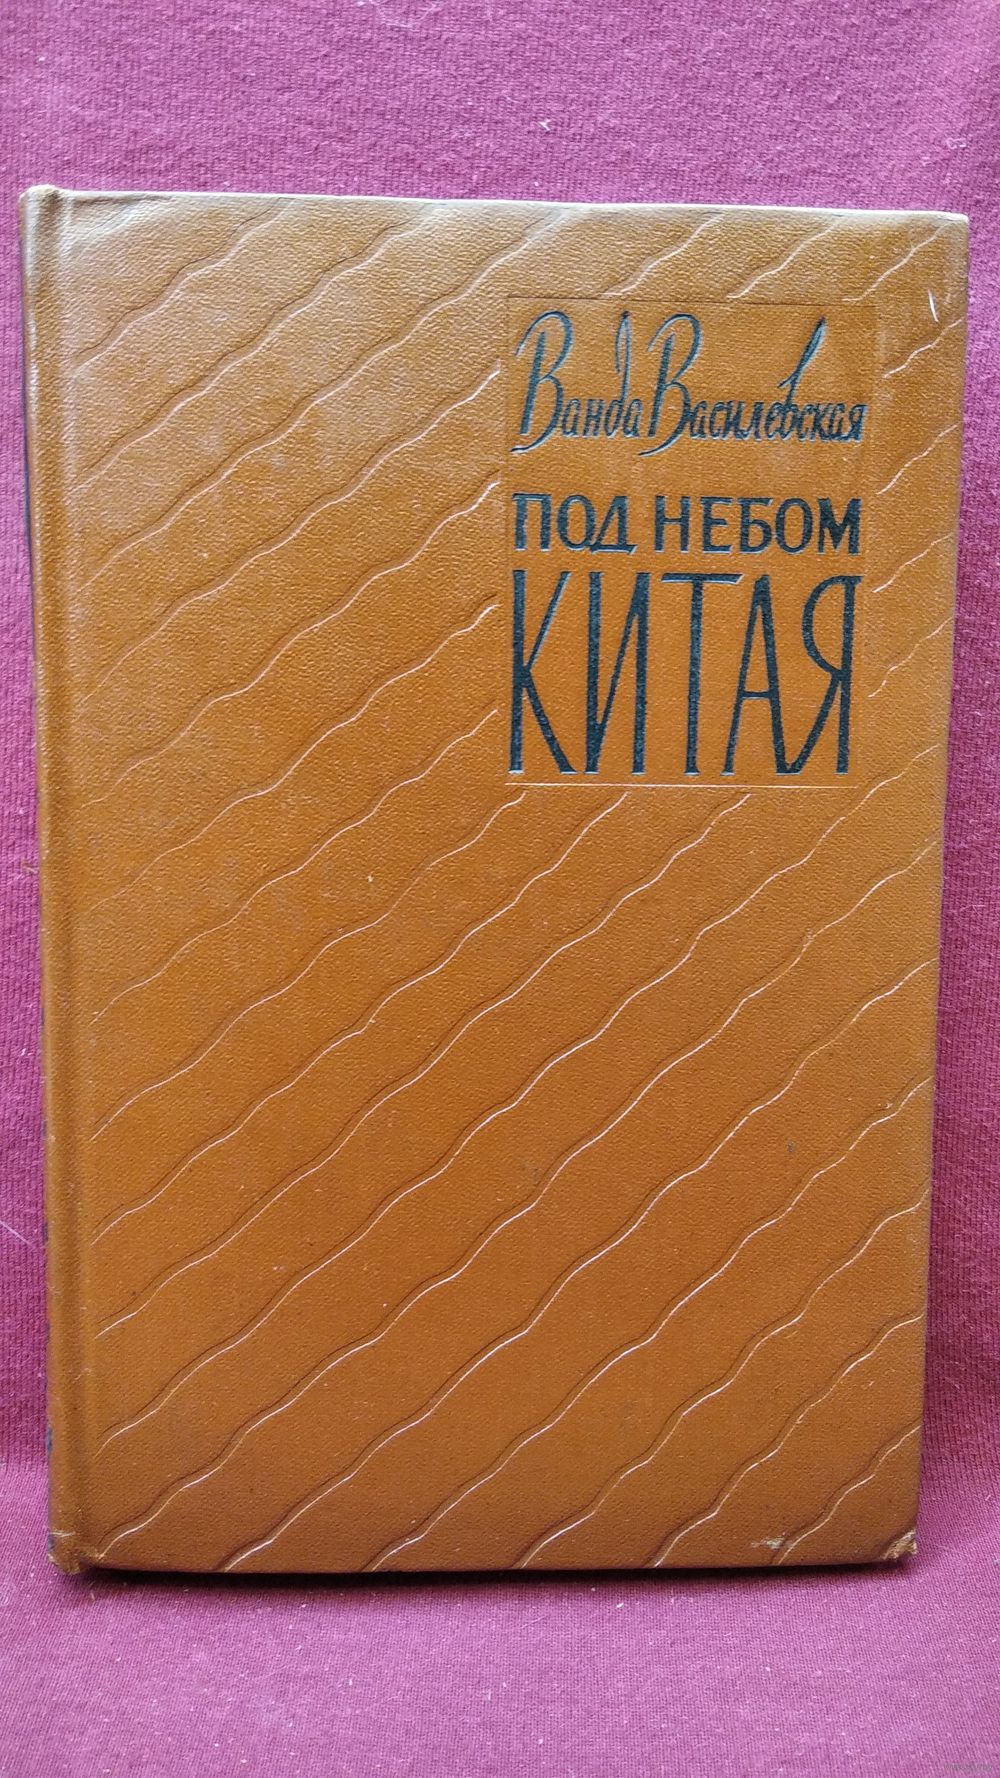 Ванда Василевская
ПОД НЕБОМ
КИТАЯ